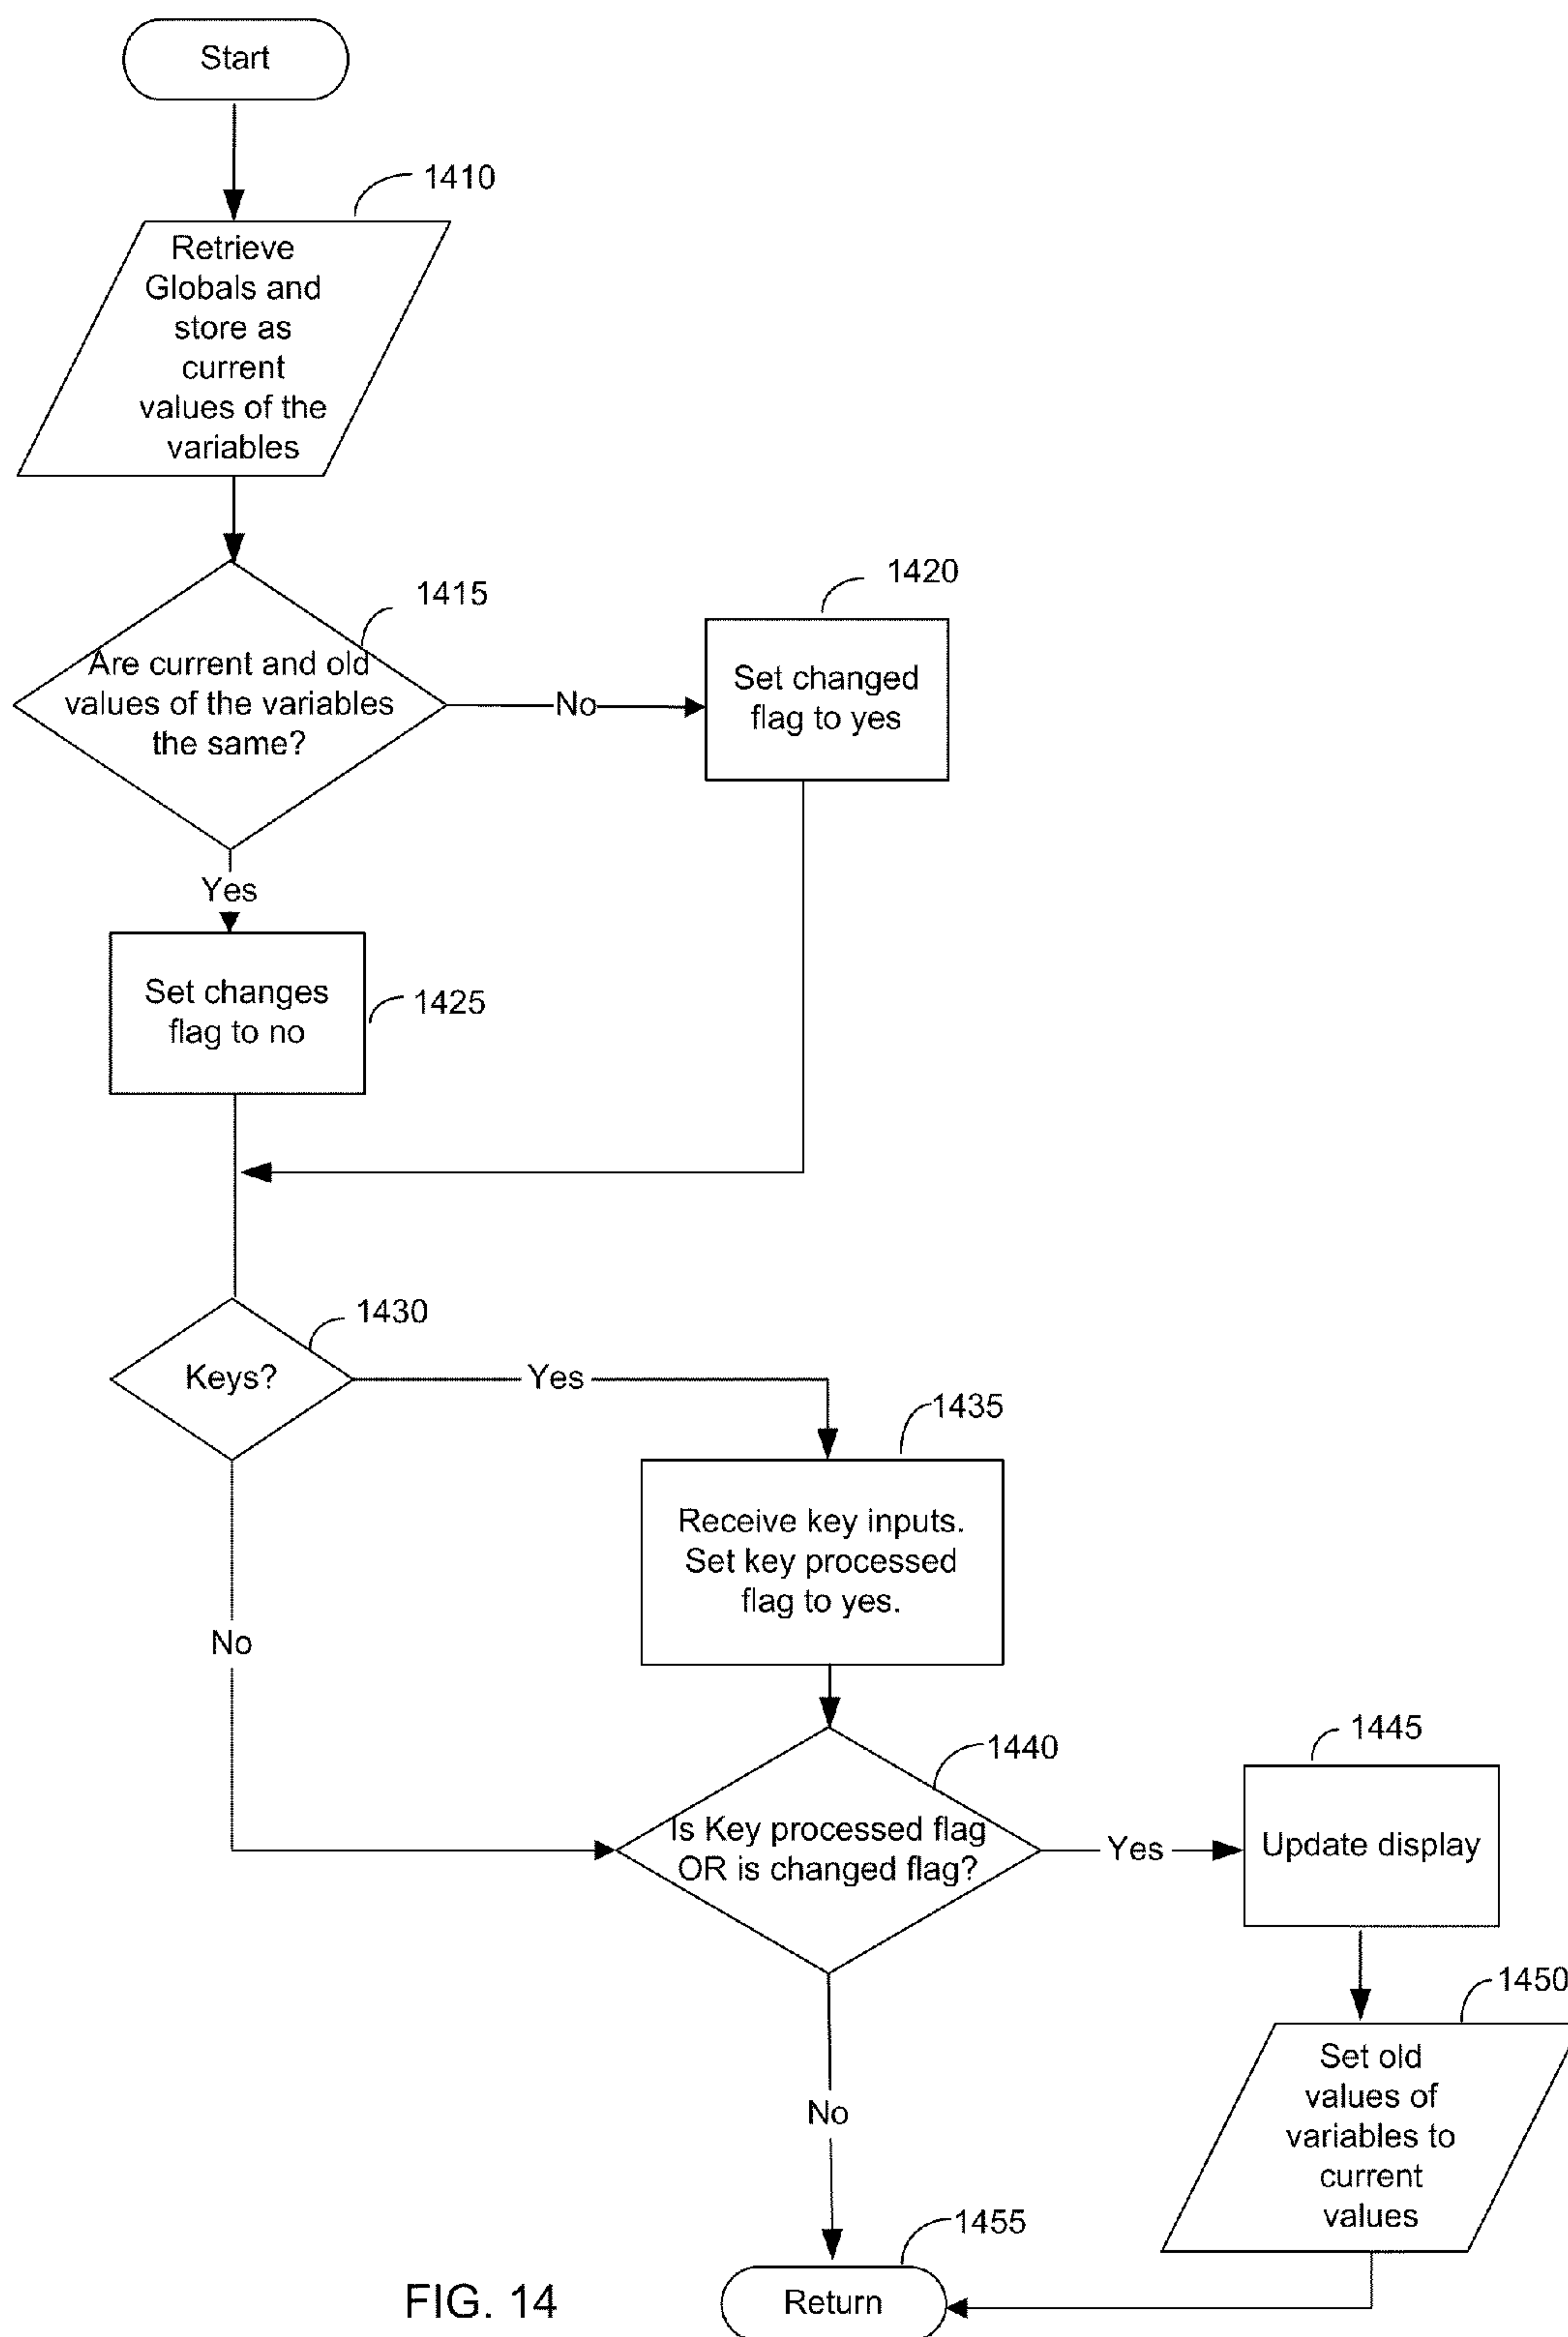 Start
1410
Retrieve
Globals and
store as
current
values of the
variables
1415
Are current and old
values of the variables
the same?
No
1420
Set changed
flag to yes
Yes
Set changes
flag to no
1425
1430
Keys?
Yes
1435
Receive key inputs.
Set key processed
flag to yes.
No
1440
Is Key processed flag
OR is changed flag?
Yes
1445
Update display
1450
Set old
values of
variables to
current
values
No
1455
Return
FIG. 14